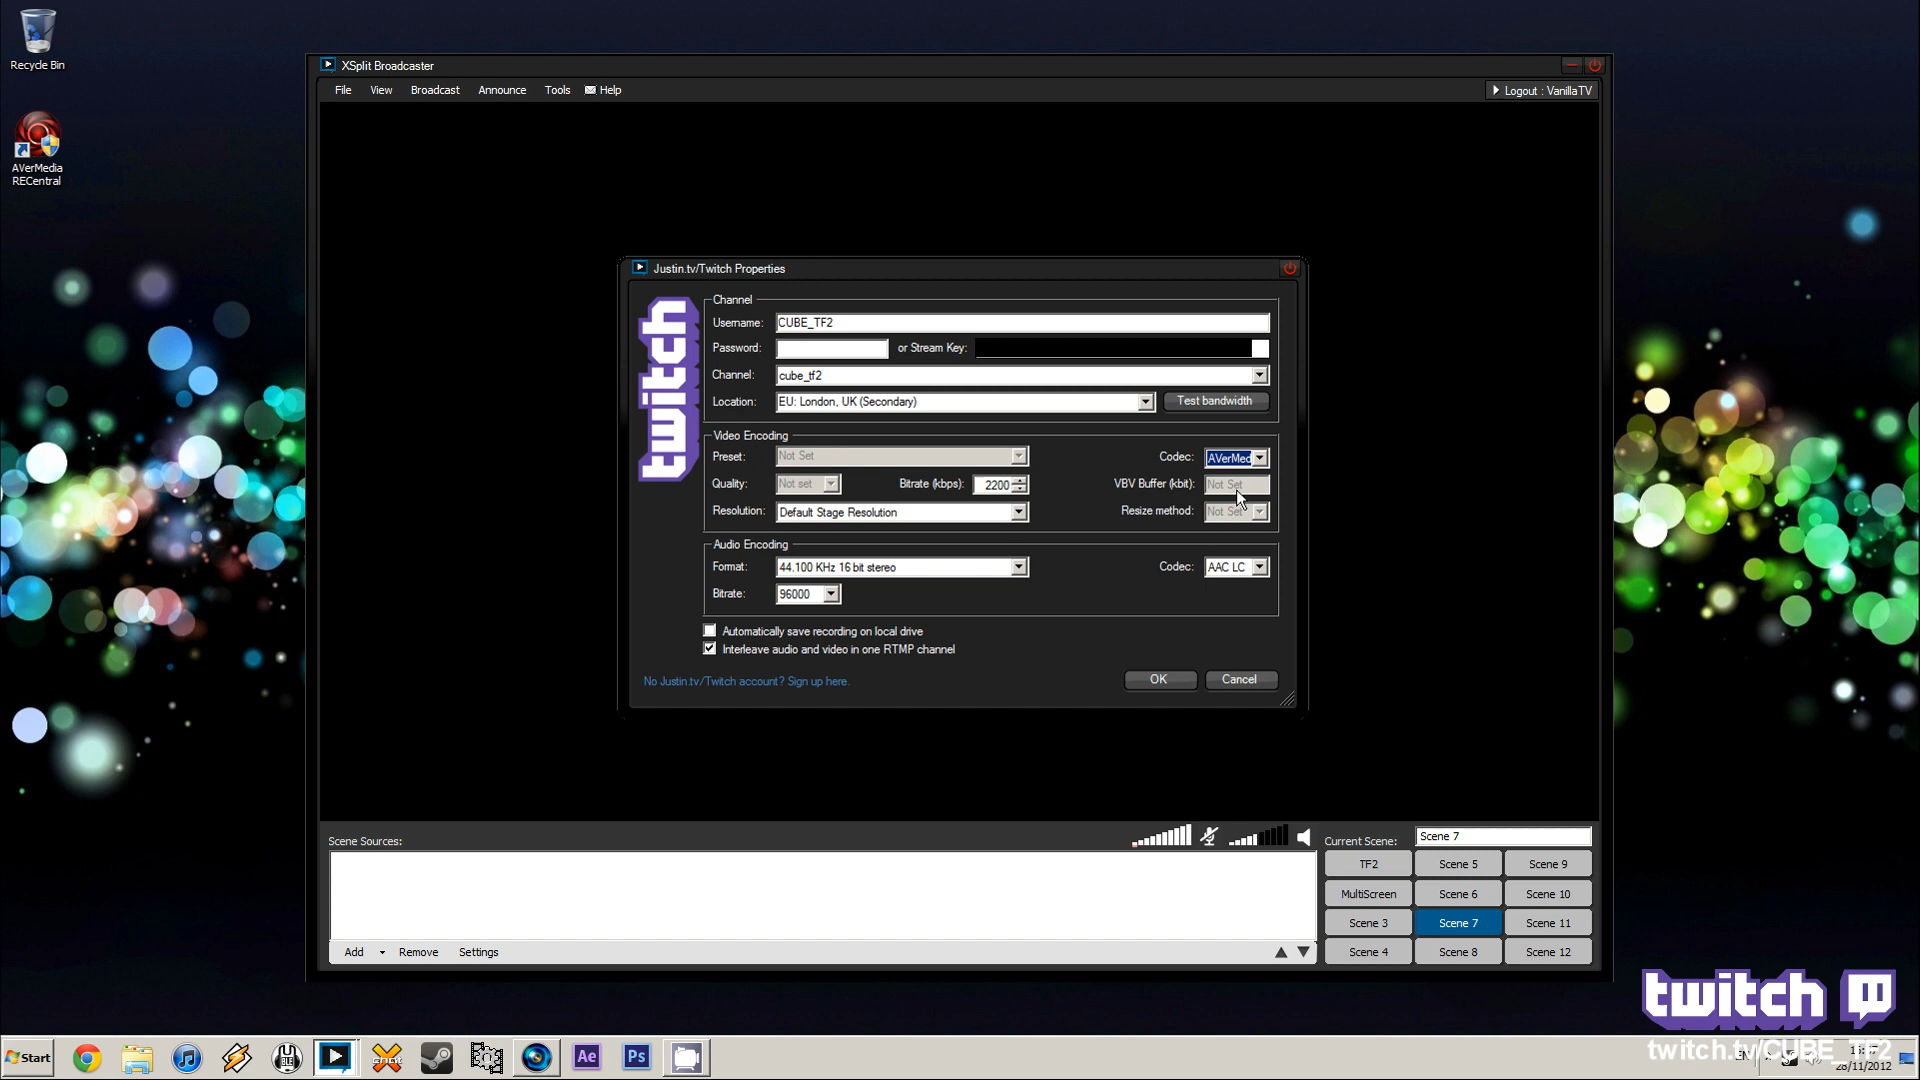 Recycle Bin
AVerMedia
RECentral
XSplit Broadcaster
File View Broadcast Announce Tools Help
Logout : VanillaTV
Justin.tv/Twitch Properties
twitch
Channel
Username: CUBE_TF2
Password: or Stream Key:
Channel: cube_tf2
Location: EU: London, UK (Secondary) Test bandwidth
Video Encoding
Preset: Not Set Codec: AVerMed
Quality: Not set Bitrate (kbps): 2200 VBV Buffer (kbit): Not Set
Resolution: Default Stage Resolution Resize method: Not Set
Audio Encoding
Format: 44.100 KHz 16 bit stereo Codec: AAC LC
Bitrate: 96000
Automatically save recording on local drive
Interleave audio and video in one RTMP channel
No Justin.tv/Twitch account? Sign up here.
OK Cancel
Scene Sources:
Current Scene: Scene 7
TF2 Scene 5 Scene 9
MultiScreen Scene 6 Scene 10
Scene 3 Scene 7 Scene 11
Scene 4 Scene 8 Scene 12
Add Remove Settings
twitch
twitch.tv/CUBE_TF2
Start
Ae
Ps
28/11/2012